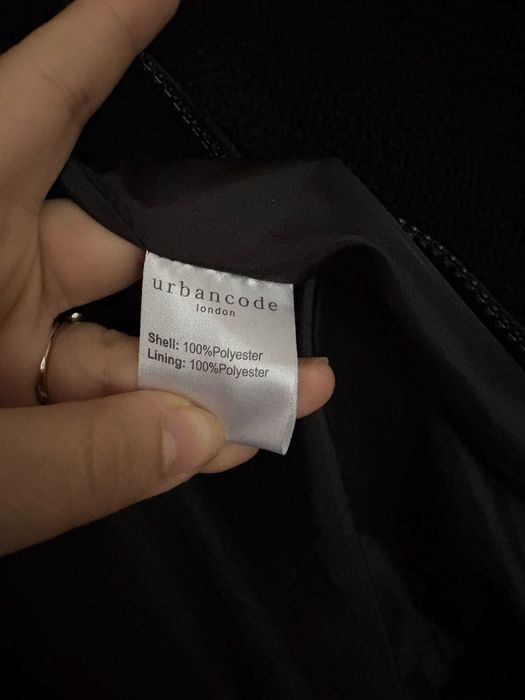 urbancode
london
Shell: 100%Polyester
Lining: 100%Polyester